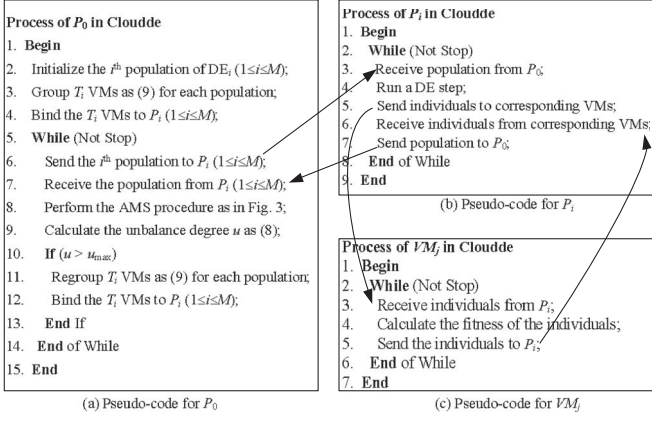 Process of P0 in Cloudde
1. Begin
2. Initialize the ith population of DEi (1≤i≤M);
3. Group Ti VMs as (9) for each population;
4. Bind the Ti VMs to Pi (1≤i≤M);
5. While (Not Stop)
6. Send the ith population to Pi (1≤i≤M);
7. Receive the population from Pi (1≤i≤M);
8. Perform the AMS procedure as in Fig. 3;
9. Calculate the unbalance degree u as (8);
10. If (u > umax)
11. Regroup Ti VMs as (9) for each population;
12. Bind the Ti VMs to Pi (1≤i≤M);
13. End If
14. End of While
15. End
(a) Pseudo-code for P0
Process of Pi in Cloudde
1. Begin
2. While (Not Stop)
3. Receive population from P0;
4. Run a DE step;
5. Send individuals to corresponding VMs;
6. Receive individuals from corresponding VMs;
7. Send population to P0;
8. End of While
9. End
(b) Pseudo-code for Pi
Process of VMj in Cloudde
1. Begin
2. While (Not Stop)
3. Receive individuals from Pi;
4. Calculate the fitness of the individuals;
5. Send the individuals to Pi;
6. End of While
7. End
(c) Pseudo-code for VMj